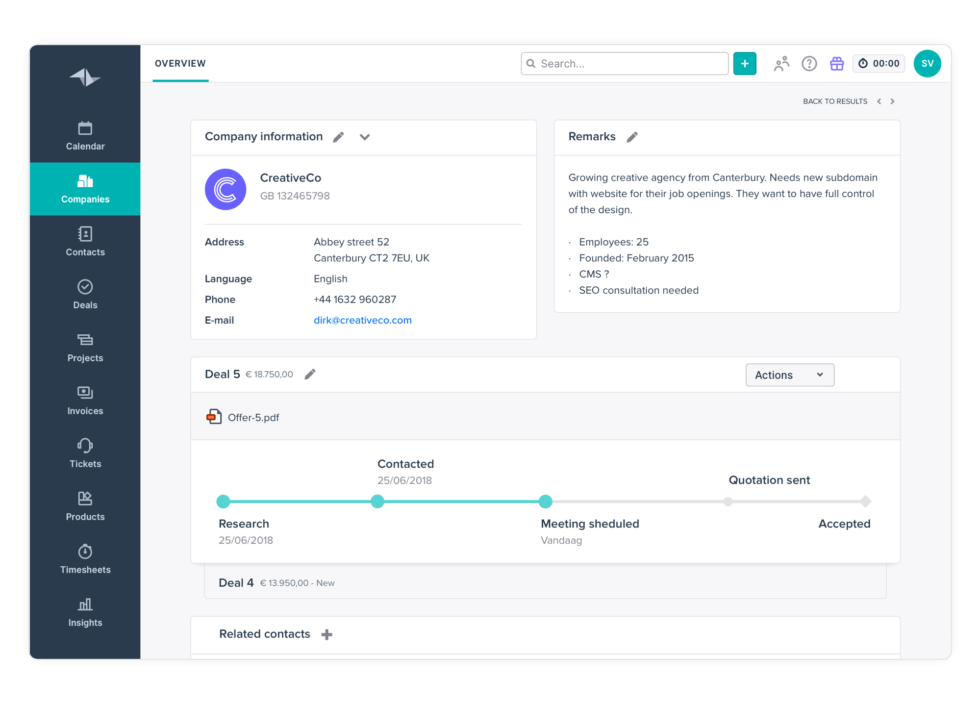 OVERVIEW
Search...
+
?
00:00
SV
BACK TO RESULTS
Calendar
Companies
Contacts
Deals
Projects
Invoices
Tickets
Products
Timesheets
Insights
Company information
CreativeCo
GB 132465798
Address Abbey street 52
Canterbury CT2 7EU, UK
Language English
Phone +44 1632 960287
E-mail dirk@creativeco.com
Remarks
Growing creative agency from Canterbury. Needs new subdomain
with website for their job openings. They want to have full control
of the design.
· Employees: 25
· Founded: February 2015
· CMS ?
· SEO consultation needed
Deal 5 € 18.750,00
Actions
Offer-5.pdf
Contacted
25/06/2018
Quotation sent
Research
25/06/2018
Meeting sheduled
Vandaag
Accepted
Deal 4 € 13.950,00 - New
Related contacts +